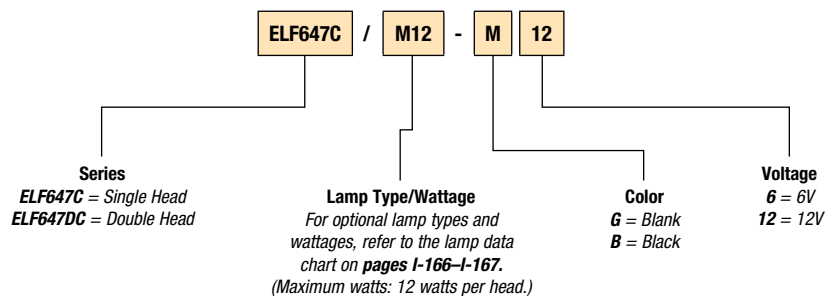 ELF647C / M12 - M 12
Series
ELF647C = Single Head
ELF647DC = Double Head
Lamp Type/Wattage
For optional lamp types and
wattages, refer to the lamp data
chart on pages I-166–I-167.
(Maximum watts: 12 watts per head.)
Color
G = Blank
B = Black
Voltage
6 = 6V
12 = 12V